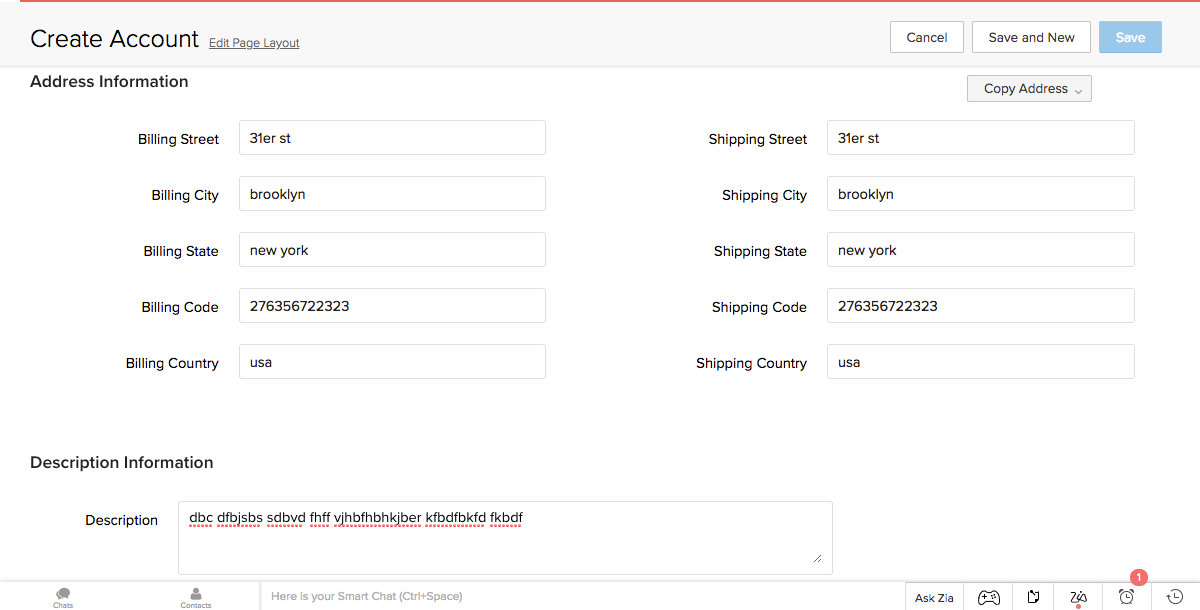 Create Account Edit Page Layout Cancel Save and New Save
Address Information
Copy Address
Billing Street 31er st Shipping Street 31er st
Billing City brooklyn Shipping City brooklyn
Billing State new york Shipping State new york
Billing Code 276356722323 Shipping Code 276356722323
Billing Country usa Shipping Country usa
Description Information
Description dbc dfbjsbs sdbvd fhff vjhbfhbhkjber kfbdfbkfd fkbdf
Chats Contacts Here is your Smart Chat (Ctrl+Space) Ask Zia 1